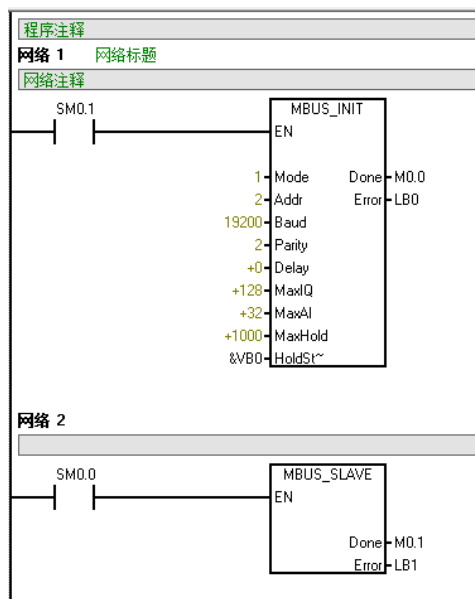 程序注释
网络 1 网络标题
网络注释
SM0.1 MBUS_INIT
EN
1 Mode Done M0.0
2 Addr Error LB0
19200 Baud
2 Parity
+0 Delay
+128 MaxIQ
+32 MaxAI
+1000 MaxHold
&VB0 HoldSt~
网络 2
SM0.0 MBUS_SLAVE
EN
Done M0.1
Error LB1